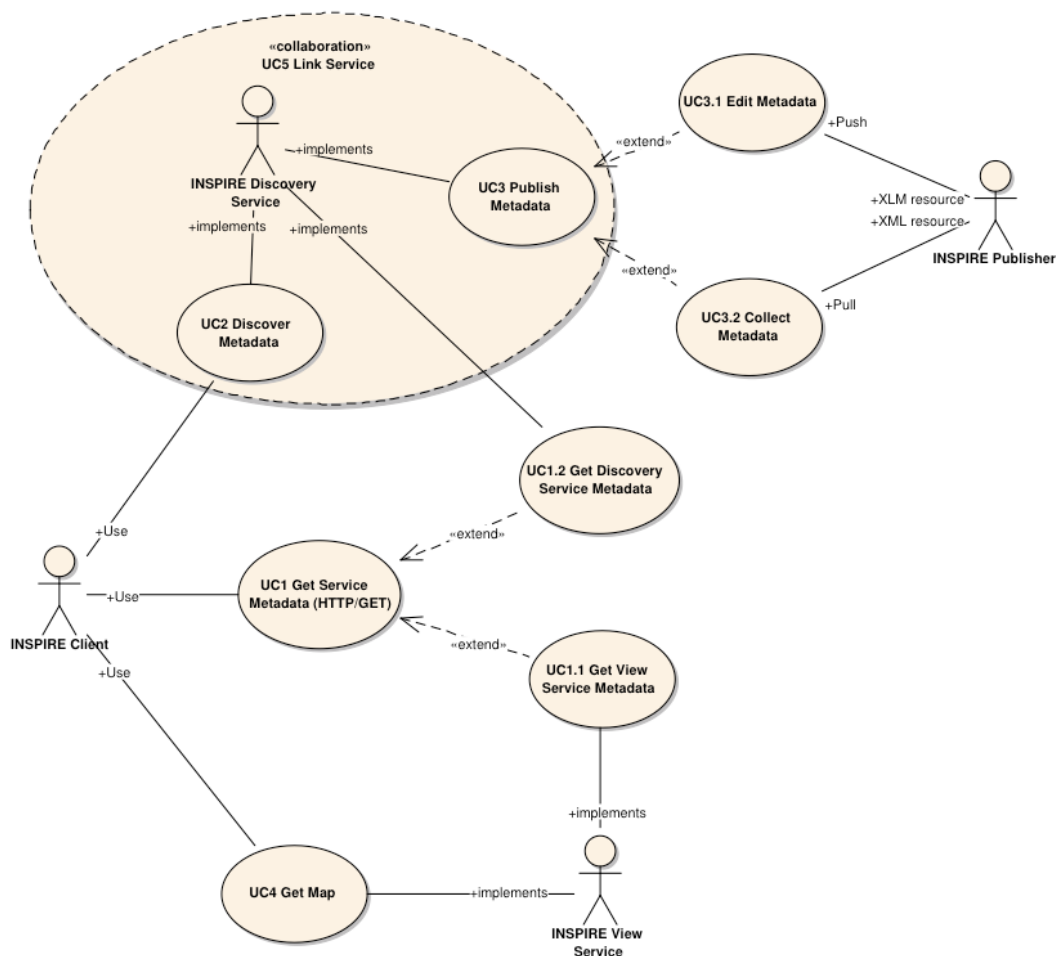 «collaboration»
UC5 Link Service
UC3.1 Edit Metadata
+Push
«extend»
+implements
INSPIRE Discovery
Service
UC3 Publish
Metadata
+XLM resource
+XML resource
INSPIRE Publisher
+implements
+implements
«extend»
+Pull
UC3.2 Collect
Metadata
UC2 Discover
Metadata
UC1.2 Get Discovery
Service Metadata
+Use
«extend»
UC1 Get Service
Metadata (HTTP/GET)
+Use
INSPIRE Client
«extend»
+Use
UC1.1 Get View
Service Metadata
+implements
UC4 Get Map
+implements
INSPIRE View
Service